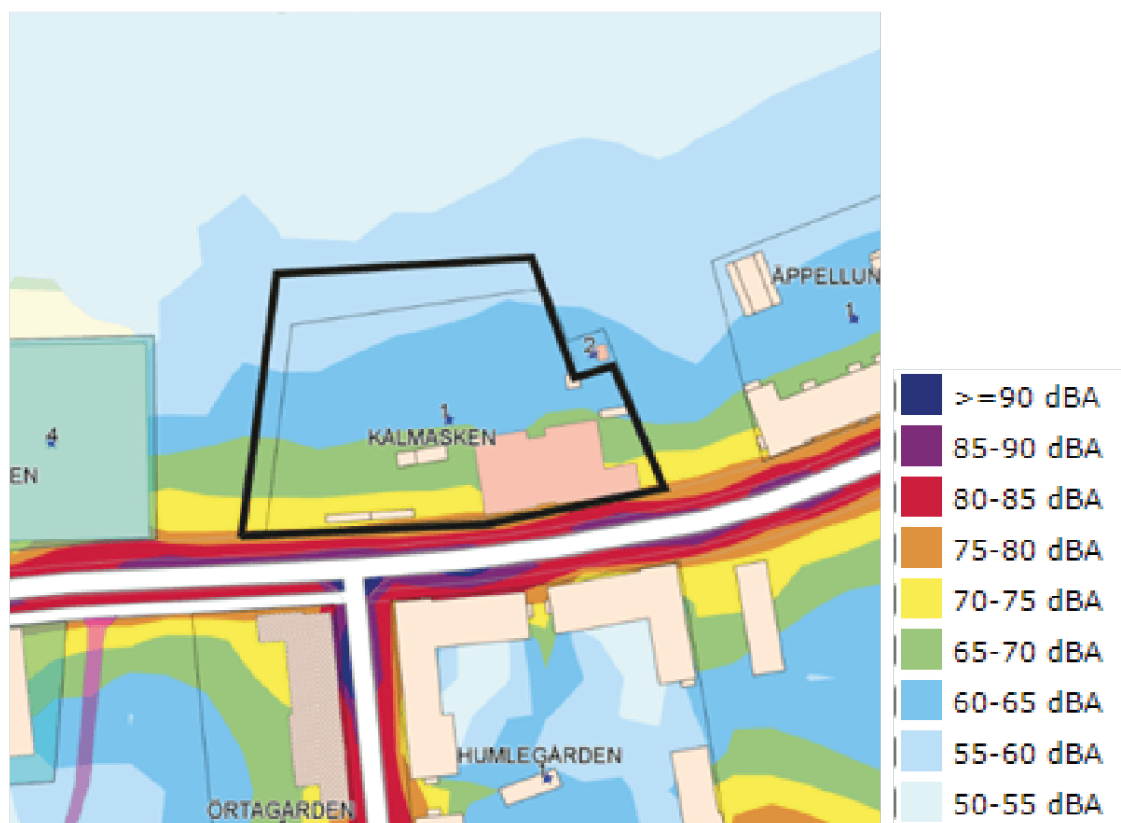 ÄPPELLUN
1
2
1
KÅLMASKEN
4
EN
HUMLEGÅRDEN
1
ÖRTAGÅRDEN
>=90 dBA
85-90 dBA
80-85 dBA
75-80 dBA
70-75 dBA
65-70 dBA
60-65 dBA
55-60 dBA
50-55 dBA